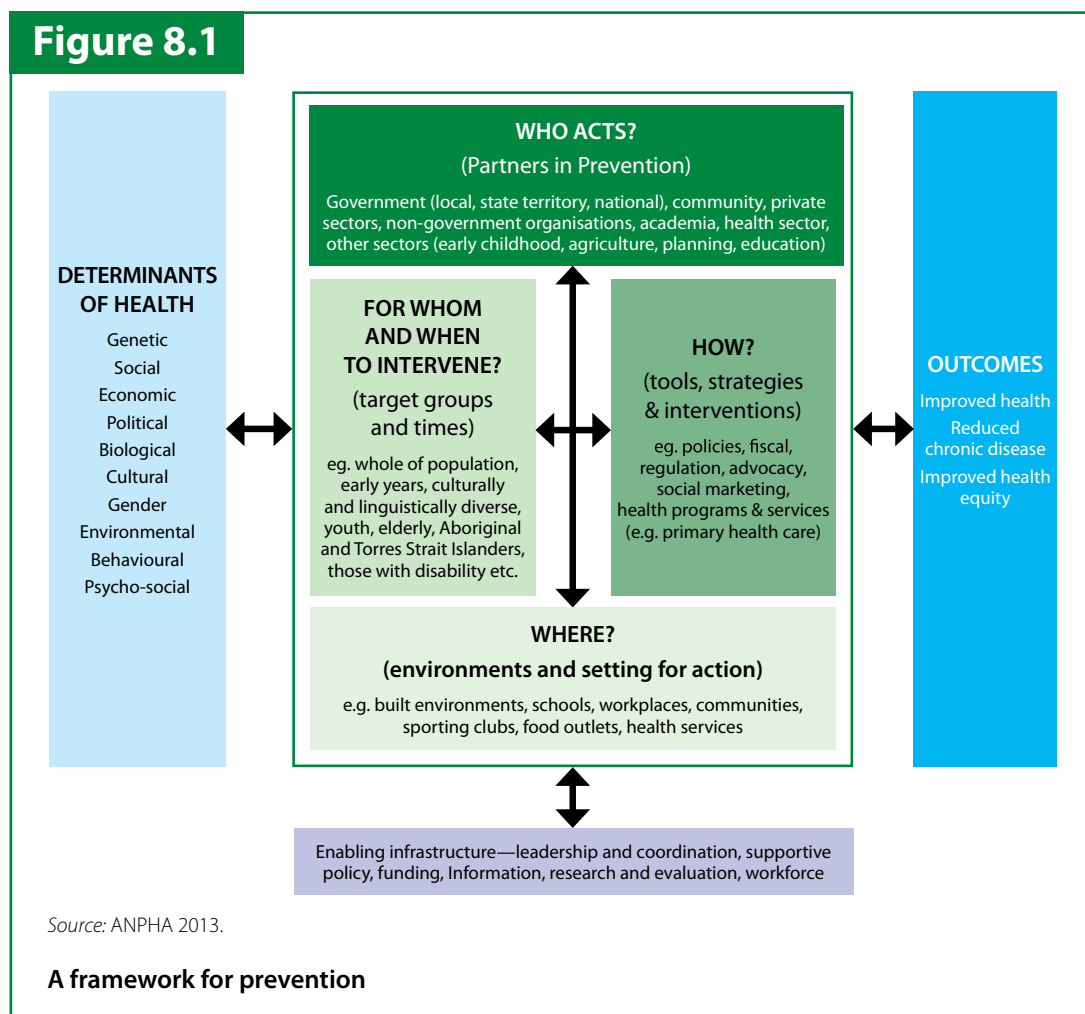 Figure 8.1
DETERMINANTS
OF HEALTH
Genetic
Social
Economic
Political
Biological
Cultural
Gender
Environmental
Behavioural
Psycho-social
WHO ACTS?
(Partners in Prevention)
Government (local, state territory, national), community, private
sectors, non-government organisations, academia, health sector,
other sectors (early childhood, agriculture, planning, education)
FOR WHOM
AND WHEN
TO INTERVENE?
(target groups
and times)
eg. whole of population,
early years, culturally
and linguistically diverse,
youth, elderly, Aboriginal
and Torres Strait Islanders,
those with disability etc.
HOW?
(tools, strategies
& interventions)
eg. policies, fiscal,
regulation, advocacy,
social marketing,
health programs & services
(e.g. primary health care)
WHERE?
(environments and setting for action)
e.g. built environments, schools, workplaces, communities,
sporting clubs, food outlets, health services
OUTCOMES
Improved health
Reduced
chronic disease
Improved health
equity
Enabling infrastructure—leadership and coordination, supportive
policy, funding, Information, research and evaluation, workforce
Source: ANPHA 2013.
A framework for prevention